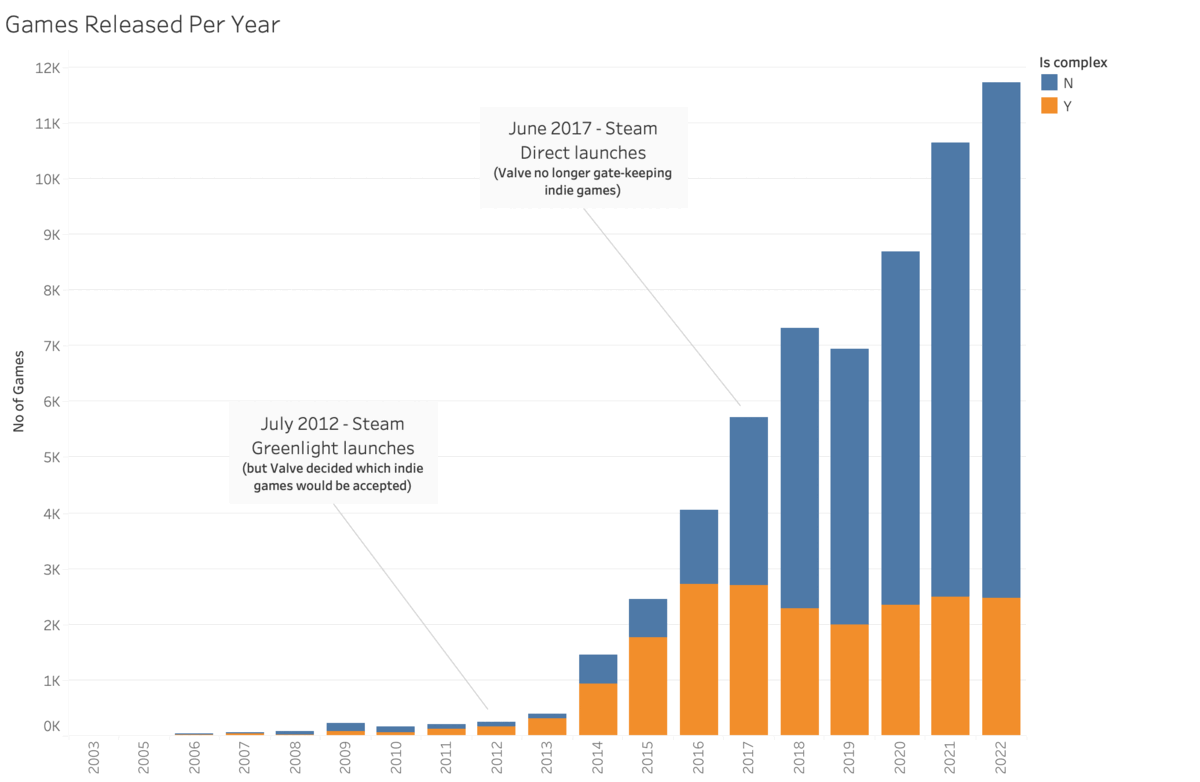 Games Released Per Year
Is complex
N
Y
12K
11K
10K
9K
8K
7K
6K
5K
4K
3K
2K
1K
0K
No of Games
June 2017 - Steam
Direct launches
(Valve no longer gate-keeping
indie games)
July 2012 - Steam
Greenlight launches
(but Valve decided which indie
games would be accepted)
2003
2005
2006
2007
2008
2009
2010
2011
2012
2013
2014
2015
2016
2017
2018
2019
2020
2021
2022